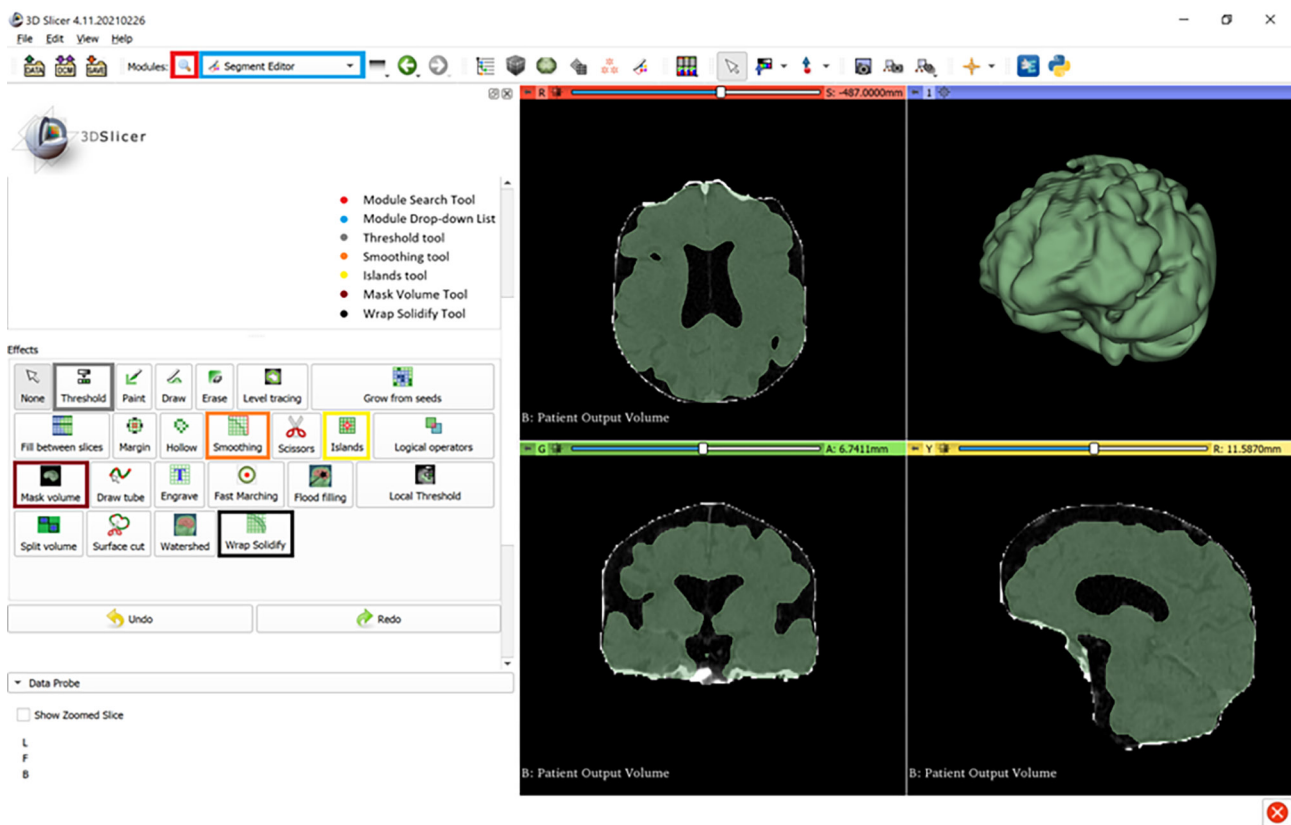 3D Slicer 4.11.20210226
File Edit View Help
DATA DCM SAVE Modules: Segment Editor
R S: -487.0000mm 1
3DSlicer
Module Search Tool
Module Drop-down List
Threshold tool
Smoothing tool
Islands tool
Mask Volume Tool
Wrap Solidify Tool
B: Patient Output Volume
Effects
None Threshold Paint Draw Erase Level tracing Grow from seeds
Fill between slices Margin Hollow Smoothing Scissors Islands Logical operators
Mask volume Draw tube Engrave Fast Marching Flood filling Local Threshold
Split volume Surface cut Watershed Wrap Solidify
Undo Redo
G A: 6.7411mm Y R: 11.5870mm
Data Probe
Show Zoomed Slice
L
F
B
B: Patient Output Volume B: Patient Output Volume